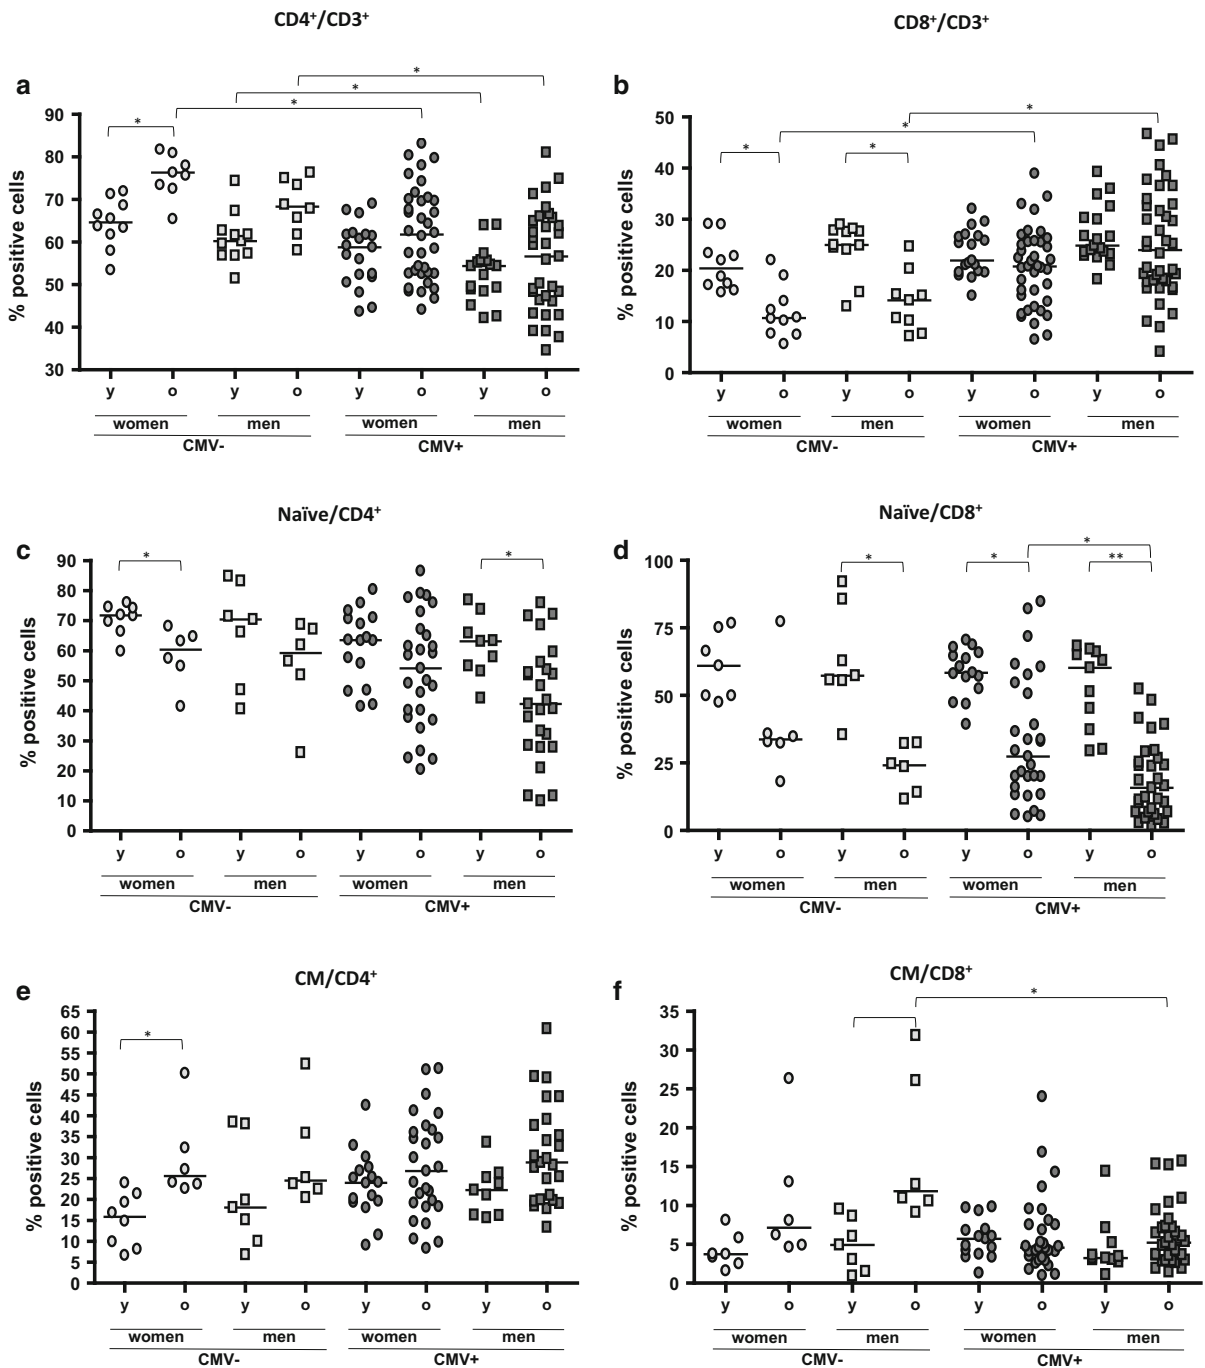 CD4⁺/CD3⁺
CD8⁺/CD3⁺
a
* * * *
% positive cells
90
80
70
60
50
40
30
y o y o y o y o
women men women men
CMV- CMV+
b
* * * *
% positive cells
50
40
30
20
10
0
y o y o y o y o
women men women men
CMV- CMV+
Naïve/CD4⁺
Naïve/CD8⁺
c
* *
% positive cells
90
80
70
60
50
40
30
20
10
0
y o y o y o y o
women men women men
CMV- CMV+
d
* * * **
% positive cells
100
75
50
25
0
y o y o y o y o
women men women men
CMV- CMV+
CM/CD4⁺
CM/CD8⁺
e
*
% positive cells
65
60
55
50
45
40
35
30
25
20
15
10
5
0
y o y o y o y o
women men women men
CMV- CMV+
f
*
% positive cells
35
30
25
20
15
10
5
0
y o y o y o y o
women men women men
CMV- CMV+